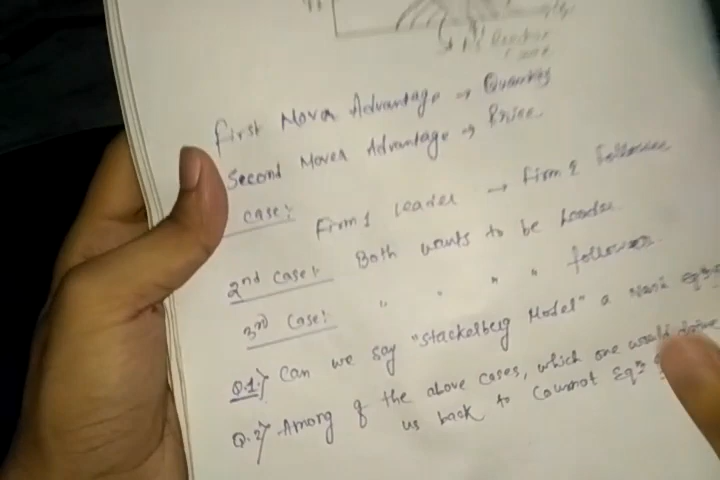 First Mover Advantage → Quantity
Second Mover Advantage → Price
Case:
Firm 1 Leader → Firm 2 follower
2nd Case:- Both wants to be Leader.
3rd Case: " " " " follower.
Q.1) Can we say "Stackelberg Model" a Nash Eqm
Q.2) Among of the above cases, which one would drive
us back to Cournot Eqm